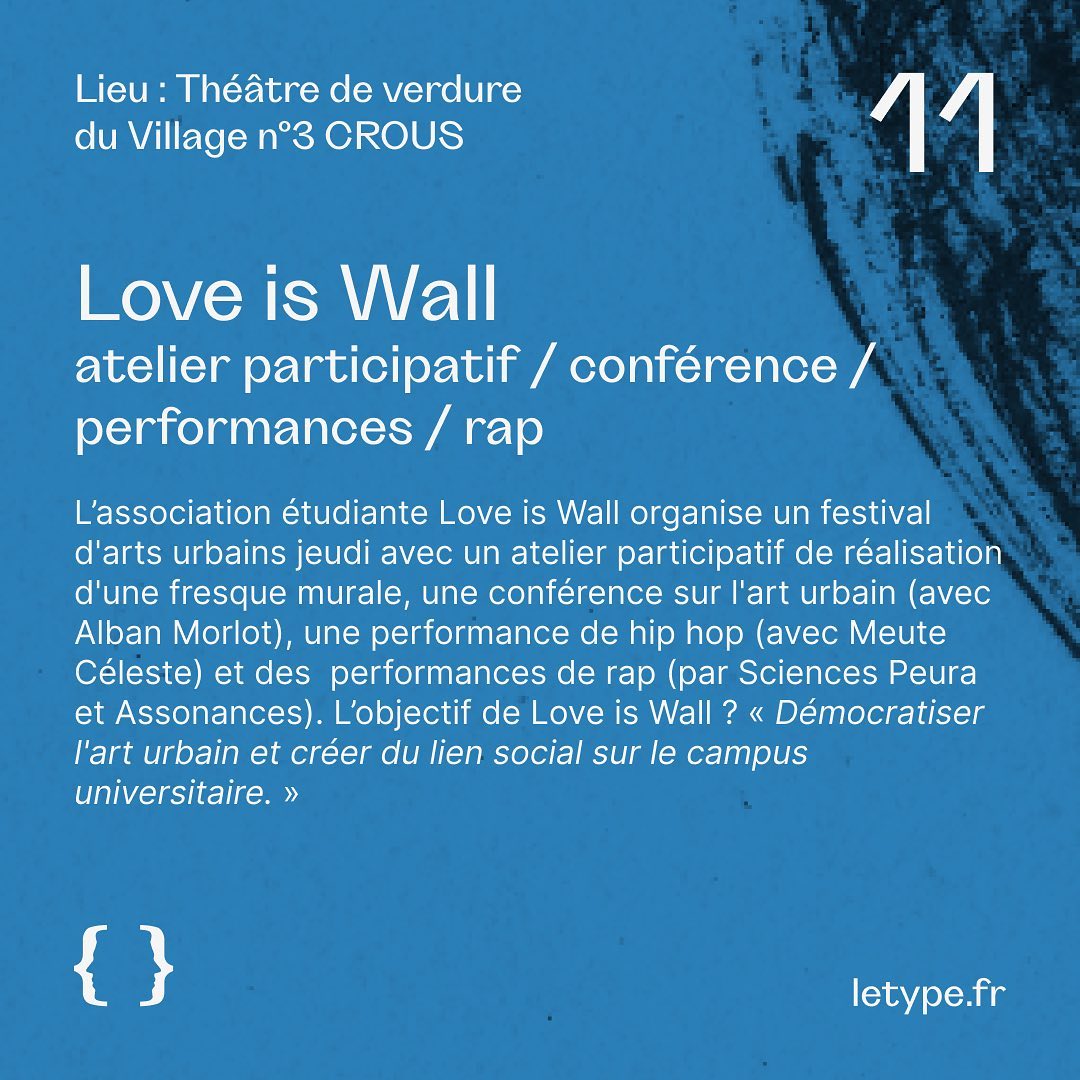 Lieu : Théâtre de verdure
du Village n°3 CROUS
11
Love is Wall
atelier participatif / conférence /
performances / rap
L’association étudiante Love is Wall organise un festival
d'arts urbains jeudi avec un atelier participatif de réalisation
d'une fresque murale, une conférence sur l'art urbain (avec
Alban Morlot), une performance de hip hop (avec Meute
Céleste) et des  performances de rap (par Sciences Peura
et Assonances). L’objectif de Love is Wall ? « Démocratiser
l'art urbain et créer du lien social sur le campus
universitaire. »
{ }
letype.fr